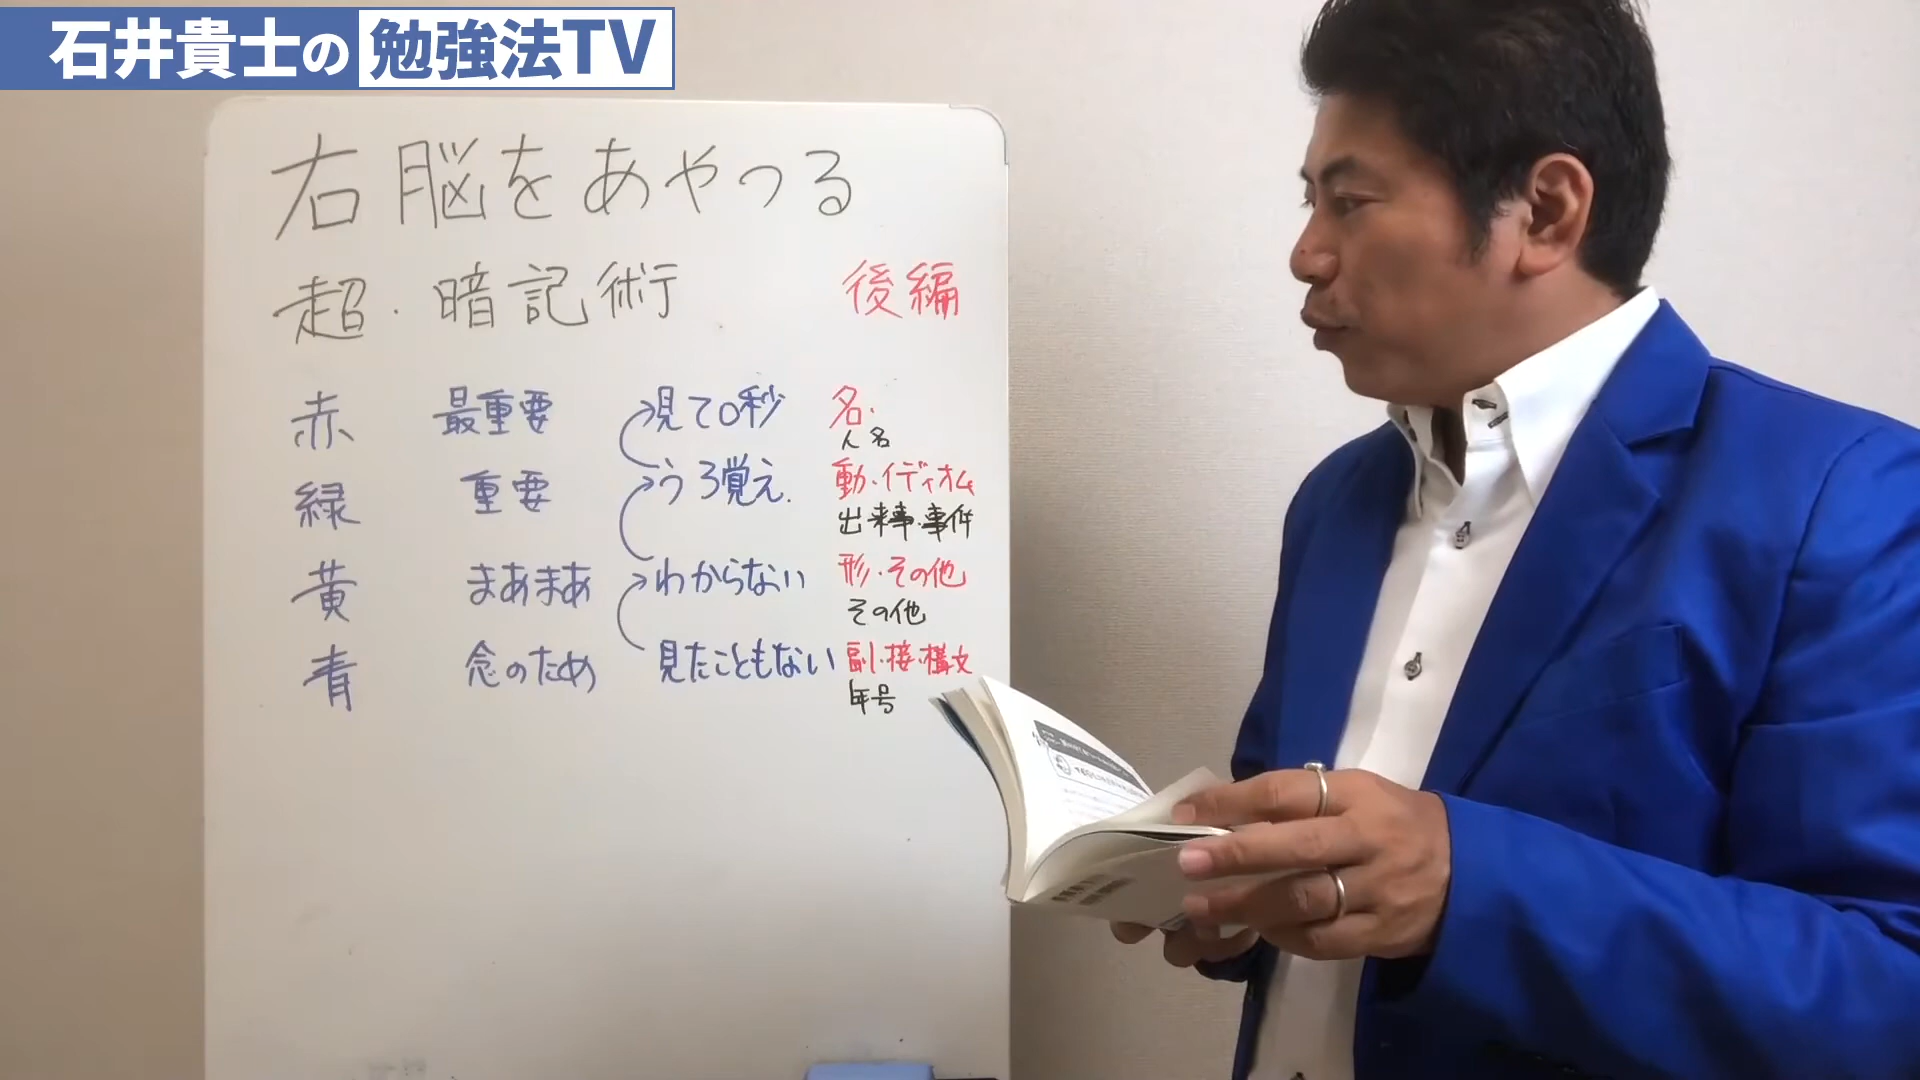 石井貴士の勉強法TV
右脳をあやつる
超・暗記術 後編
赤 最重要 見て0秒 名・
人名
緑 重要 うろ覚え. 動・イディオム
出来事・事件
黄 まあまあ わからない 形・その他
その他
青 念のため 見たこともない 副・接・構文
年号